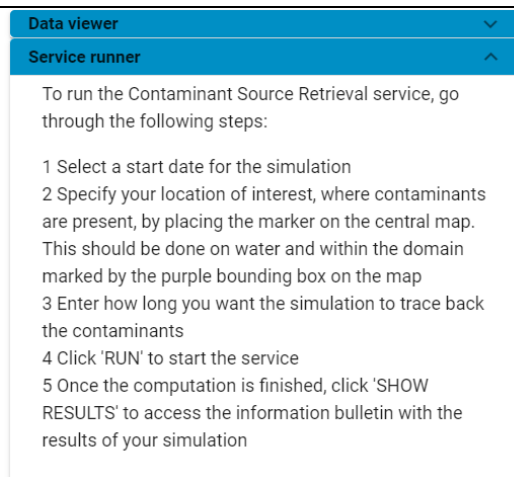 Data viewer
Service runner
To run the Contaminant Source Retrieval service, go
through the following steps:
1 Select a start date for the simulation
2 Specify your location of interest, where contaminants
are present, by placing the marker on the central map.
This should be done on water and within the domain
marked by the purple bounding box on the map
3 Enter how long you want the simulation to trace back
the contaminants
4 Click 'RUN' to start the service
5 Once the computation is finished, click 'SHOW
RESULTS' to access the information bulletin with the
results of your simulation